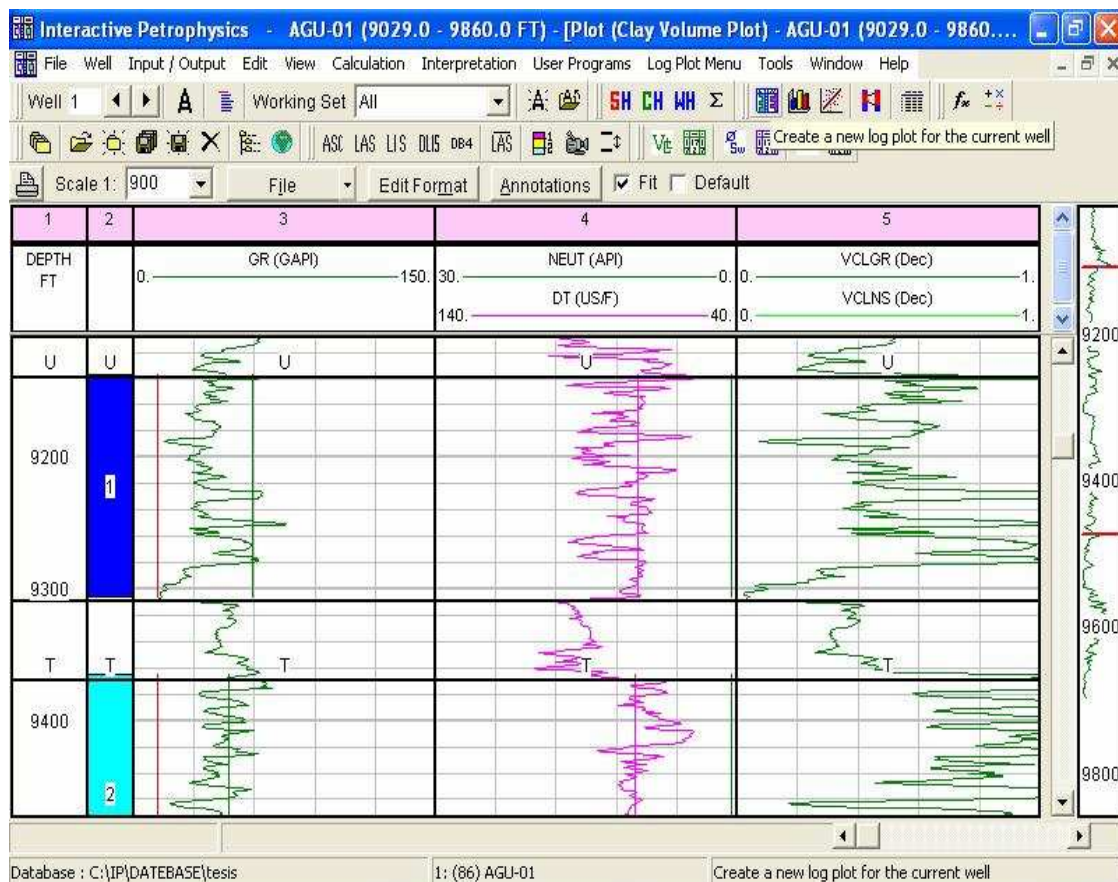 Interactive Petrophysics - AGU-01 (9029.0 - 9860.0 FT) - [Plot (Clay Volume Plot) - AGU-01 (9029.0 - 9860....
File Well Input / Output Edit View Calculation Interpretation User Programs Log Plot Menu Tools Window Help
Well 1 A Working Set All A SH CH WH Σ
ASC LAS LIS DLIS DB4 LAS Create a new log plot for the current well
Scale 1: 900 File Edit Format Annotations Fit Default
1 2 3 4 5
DEPTH FT GR (GAPI) NEUT (API) VCLGR (Dec)
0. 150. 30. 0. 0. 1.
DT (US/F) VCLNS (Dec)
140. 40. 0. 1.
9200
U U U U U
9200
1
9400
9300
9600
T T T T T
9400
9800
2
Database : C:\IP\DATEBASE\tesis 1: (86) AGU-01 Create a new log plot for the current well